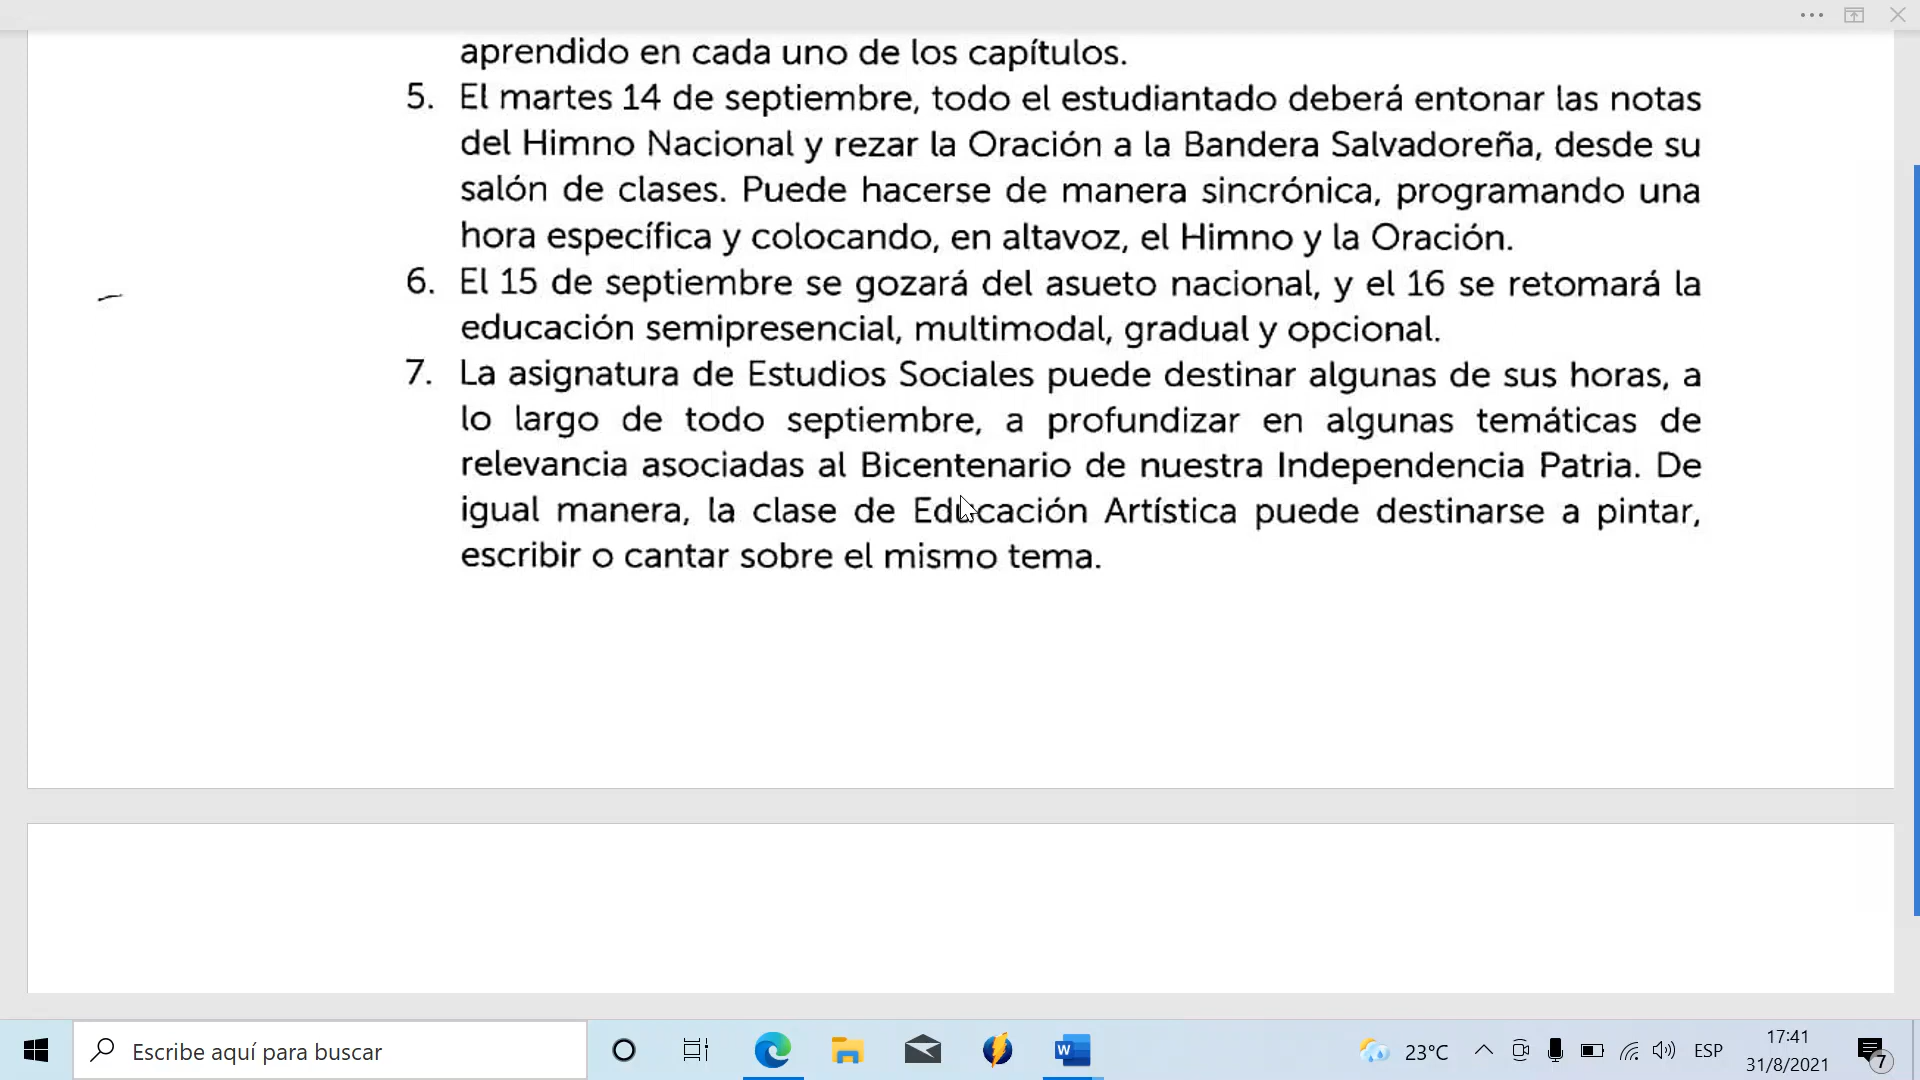 aprendido en cada uno de los capítulos.
5. El martes 14 de septiembre, todo el estudiantado deberá entonar las notas
del Himno Nacional y rezar la Oración a la Bandera Salvadoreña, desde su
salón de clases. Puede hacerse de manera sincrónica, programando una
hora específica y colocando, en altavoz, el Himno y la Oración.
6. El 15 de septiembre se gozará del asueto nacional, y el 16 se retomará la
educación semipresencial, multimodal, gradual y opcional.
7. La asignatura de Estudios Sociales puede destinar algunas de sus horas, a
lo largo de todo septiembre, a profundizar en algunas temáticas de
relevancia asociadas al Bicentenario de nuestra Independencia Patria. De
igual manera, la clase de Educación Artística puede destinarse a pintar,
escribir o cantar sobre el mismo tema.
Escribe aquí para buscar
W
23°C
ESP
17:41
31/8/2021
7